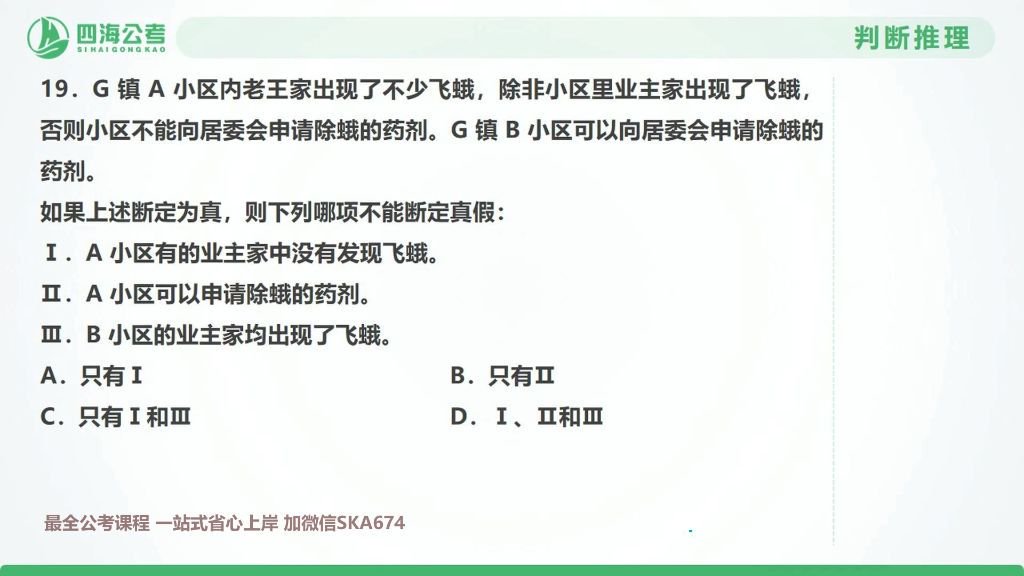 四海公考
SIHAIGONGKAO
判断推理
19. G 镇 A 小区内老王家出现了不少飞蛾，除非小区里业主家出现了飞蛾，
否则小区不能向居委会申请除蛾的药剂。G 镇 B 小区可以向居委会申请除蛾的
药剂。
如果上述断定为真，则下列哪项不能断定真假：
Ⅰ. A 小区有的业主家中没有发现飞蛾。
Ⅱ. A 小区可以申请除蛾的药剂。
Ⅲ. B 小区的业主家均出现了飞蛾。
A. 只有Ⅰ B. 只有Ⅱ
C. 只有Ⅰ和Ⅲ D. Ⅰ、Ⅱ和Ⅲ
最全公考课程 一站式省心上岸 加微信SKA674